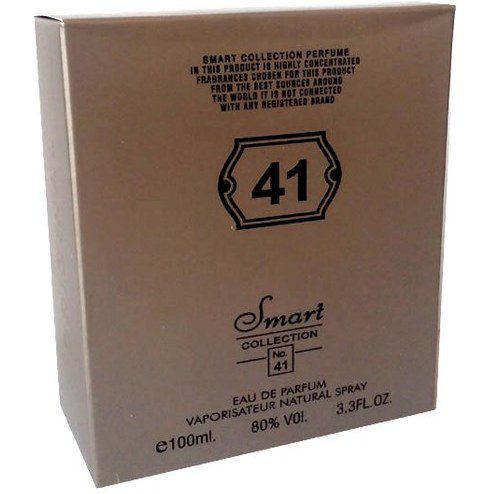 SMART COLLECTION PERFUME
IN THIS PRODUCT IS HIGHLY CONCENTRATED
FRAGRANCES CHOSEN FOR THIS PRODUCT
FROM THE BEST SOURCES AROUND
THE WORLD IT IS NOT CONNECTED
WITH ANY REGISTERED BRAND
41
Smart
COLLECTION
No.
41
EAU DE PARFUM
VAPORISATEUR NATURAL SPRAY
℮100ml. 80% VOl. 3.3FL.OZ.